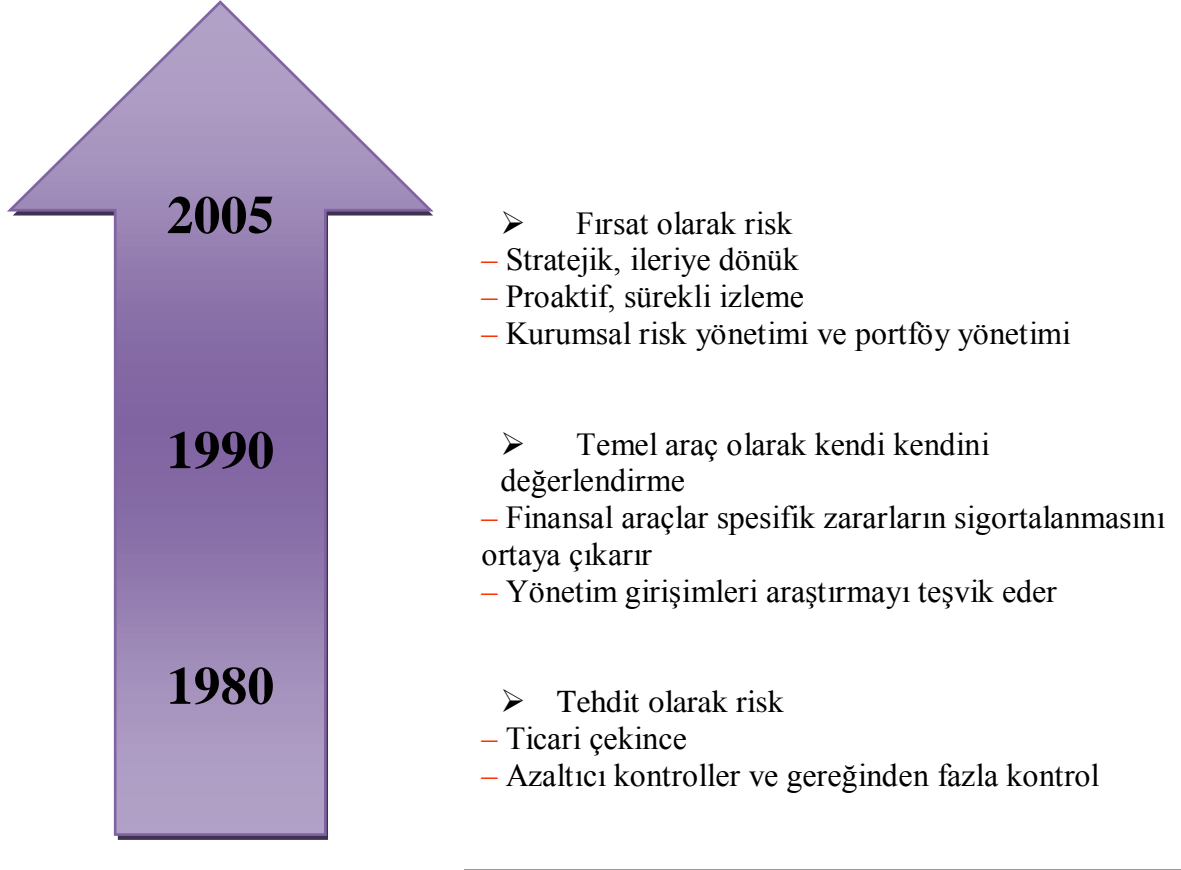 2005
➢ Fırsat olarak risk
– Stratejik, ileriye dönük
– Proaktif, sürekli izleme
– Kurumsal risk yönetimi ve portföy yönetimi
1990
➢ Temel araç olarak kendi kendini
değerlendirme
– Finansal araçlar spesifik zararların sigortalanmasını
ortaya çıkarır
– Yönetim girişimleri araştırmayı teşvik eder
1980
➢ Tehdit olarak risk
– Ticari çekince
– Azaltıcı kontroller ve gereğinden fazla kontrol